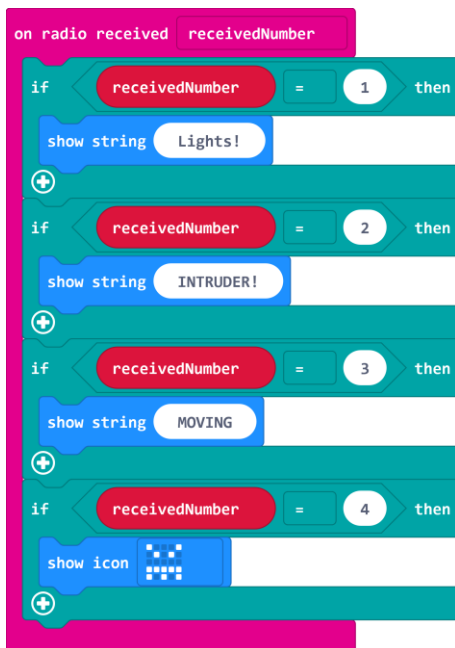 on radio received receivedNumber
if receivedNumber = 1 then
show string Lights!
if receivedNumber = 2 then
show string INTRUDER!
if receivedNumber = 3 then
show string MOVING
if receivedNumber = 4 then
show icon